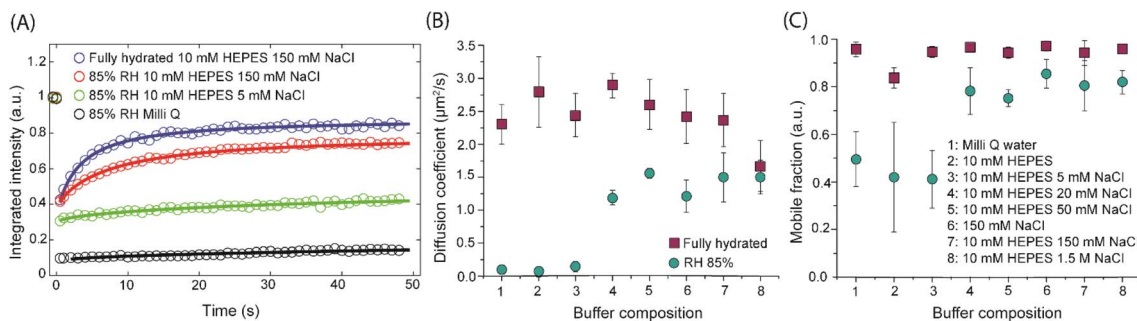 (A)
Integrated intensity (a.u.)
1.2
1
0.8
0.6
0.4
0.2
0
Fully hydrated 10 mM HEPES 150 mM NaCl
85% RH 10 mM HEPES 150 mM NaCl
85% RH 10 mM HEPES 5 mM NaCl
85% RH Milli Q
0 10 20 30 40 50
Time (s)
(B)
Diffusion coefficient (μm²/s)
3.5
3.0
2.5
2.0
1.5
1.0
0.5
0.0
Fully hydrated
RH 85%
1 2 3 4 5 6 7 8
Buffer composition
(C)
Mobile fraction (a.u.)
1.0
0.8
0.6
0.4
0.2
0.0
1: Milli Q water
2: 10 mM HEPES
3: 10 mM HEPES 5 mM NaCl
4: 10 mM HEPES 20 mM NaCl
5: 10 mM HEPES 50 mM NaCl
6: 150 mM NaCl
7: 10 mM HEPES 150 mM NaCl
8: 10 mM HEPES 1.5 M NaCl
1 2 3 4 5 6 7 8
Buffer composition